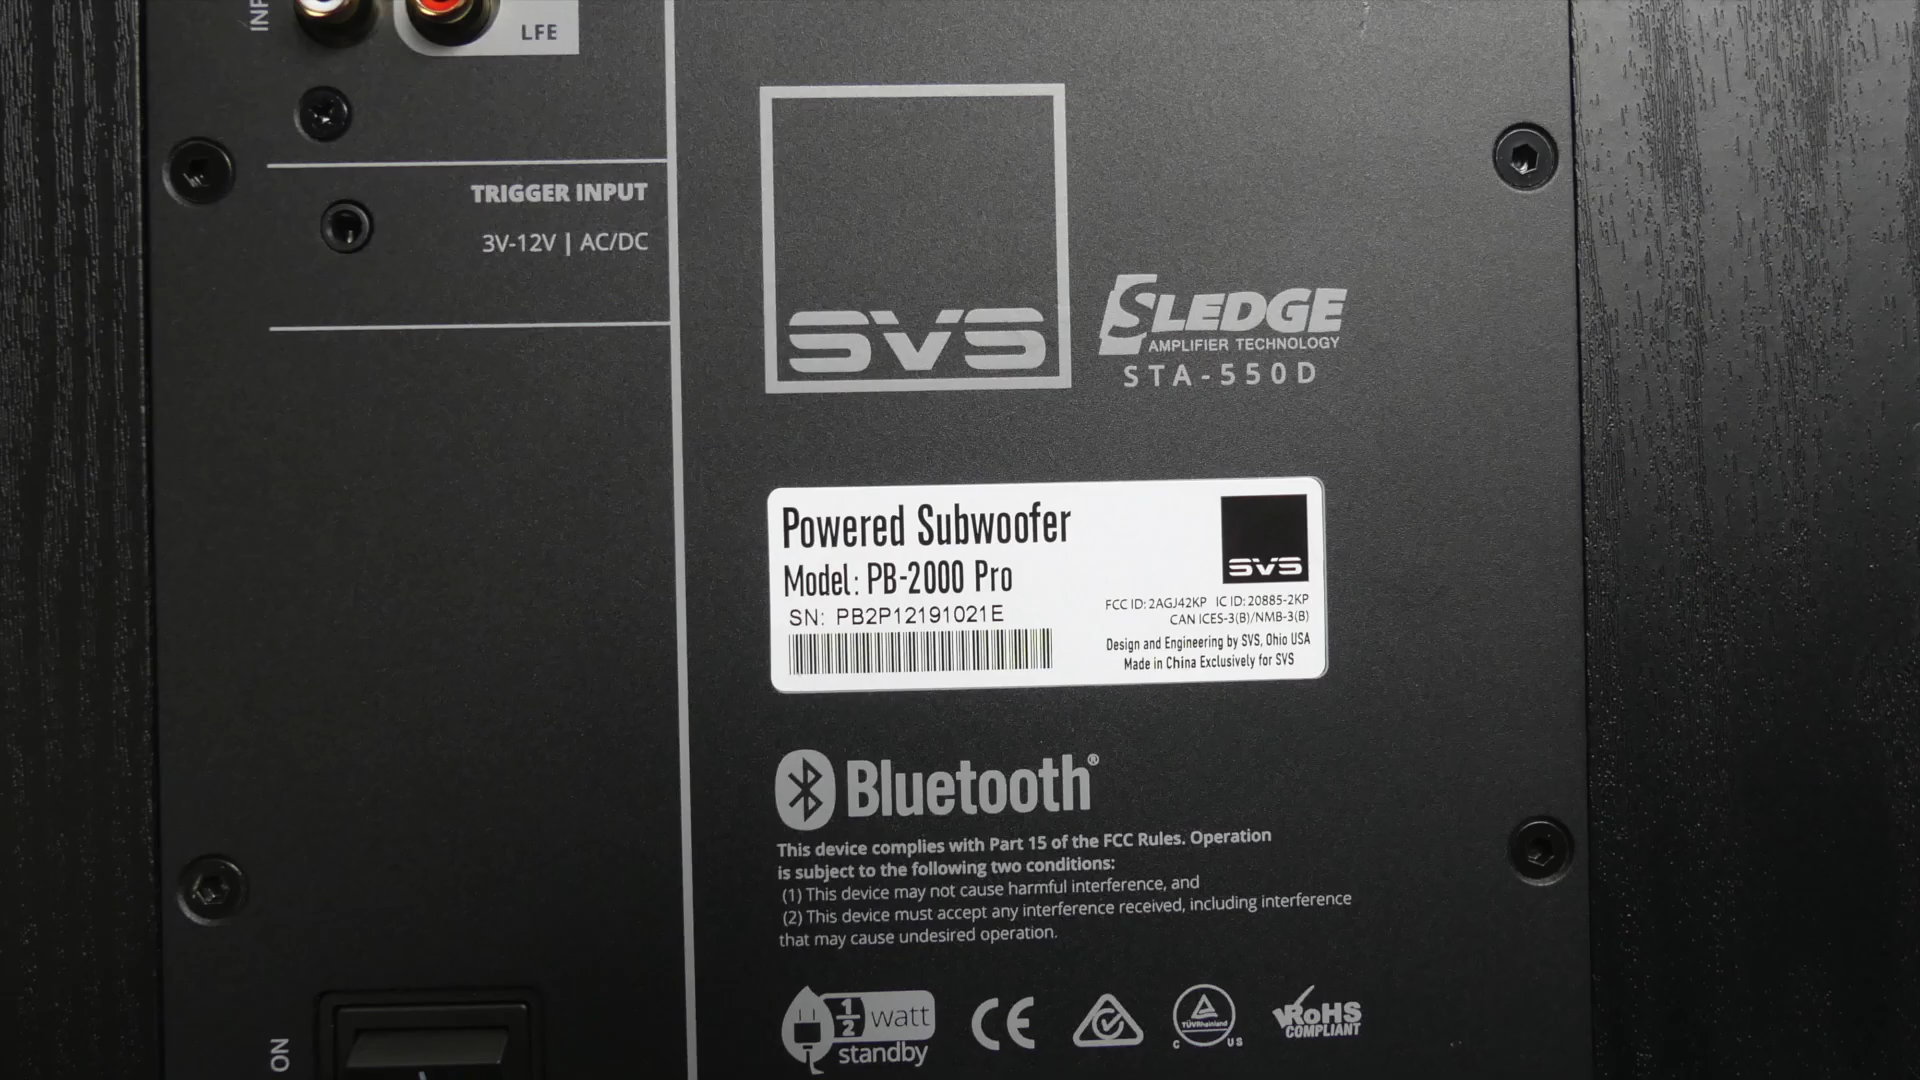 LFE
TRIGGER INPUT
3V-12V | AC/DC
SVS
SLEDGE
AMPLIFIER TECHNOLOGY
STA-550D
Powered Subwoofer
Model: PB-2000 Pro
SN: PB2P12191021E
SVS
FCC ID: 2AGJ42KP IC ID: 20885-2KP
CAN ICES-3(B)/NMB-3(B)
Design and Engineering by SVS, Ohio USA
Made in China Exclusively for SVS
Bluetooth®
This device complies with Part 15 of the FCC Rules. Operation
is subject to the following two conditions:
(1) This device may not cause harmful interference, and
(2) This device must accept any interference received, including interference
that may cause undesired operation.
1/2 watt
standby
CE
TÜVRheinland
C US
RoHS
COMPLIANT
ON